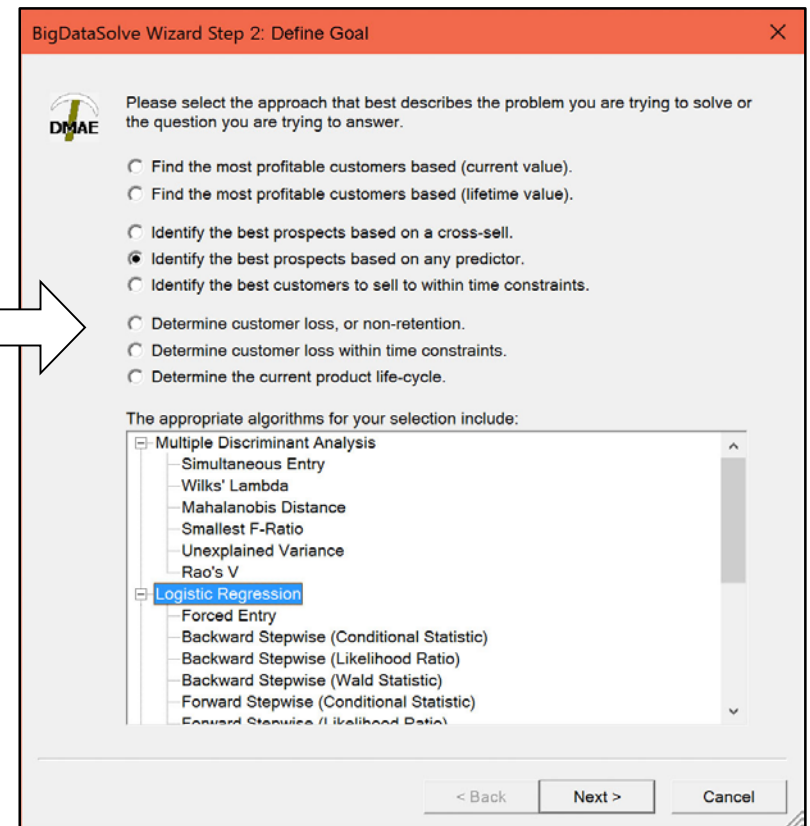 BigDataSolve Wizard Step 2: Define Goal
DMAE
Please select the approach that best describes the problem you are trying to solve or
the question you are trying to answer.
Find the most profitable customers based (current value).
Find the most profitable customers based (lifetime value).
Identify the best prospects based on a cross-sell.
Identify the best prospects based on any predictor.
Identify the best customers to sell to within time constraints.
Determine customer loss, or non-retention.
Determine customer loss within time constraints.
Determine the current product life-cycle.
The appropriate algorithms for your selection include:
Multiple Discriminant Analysis
Simultaneous Entry
Wilks' Lambda
Mahalanobis Distance
Smallest F-Ratio
Unexplained Variance
Rao's V
Logistic Regression
Forced Entry
Backward Stepwise (Conditional Statistic)
Backward Stepwise (Likelihood Ratio)
Backward Stepwise (Wald Statistic)
Forward Stepwise (Conditional Statistic)
Forward Stepwise (Likelihood Ratio)
< Back Next > Cancel